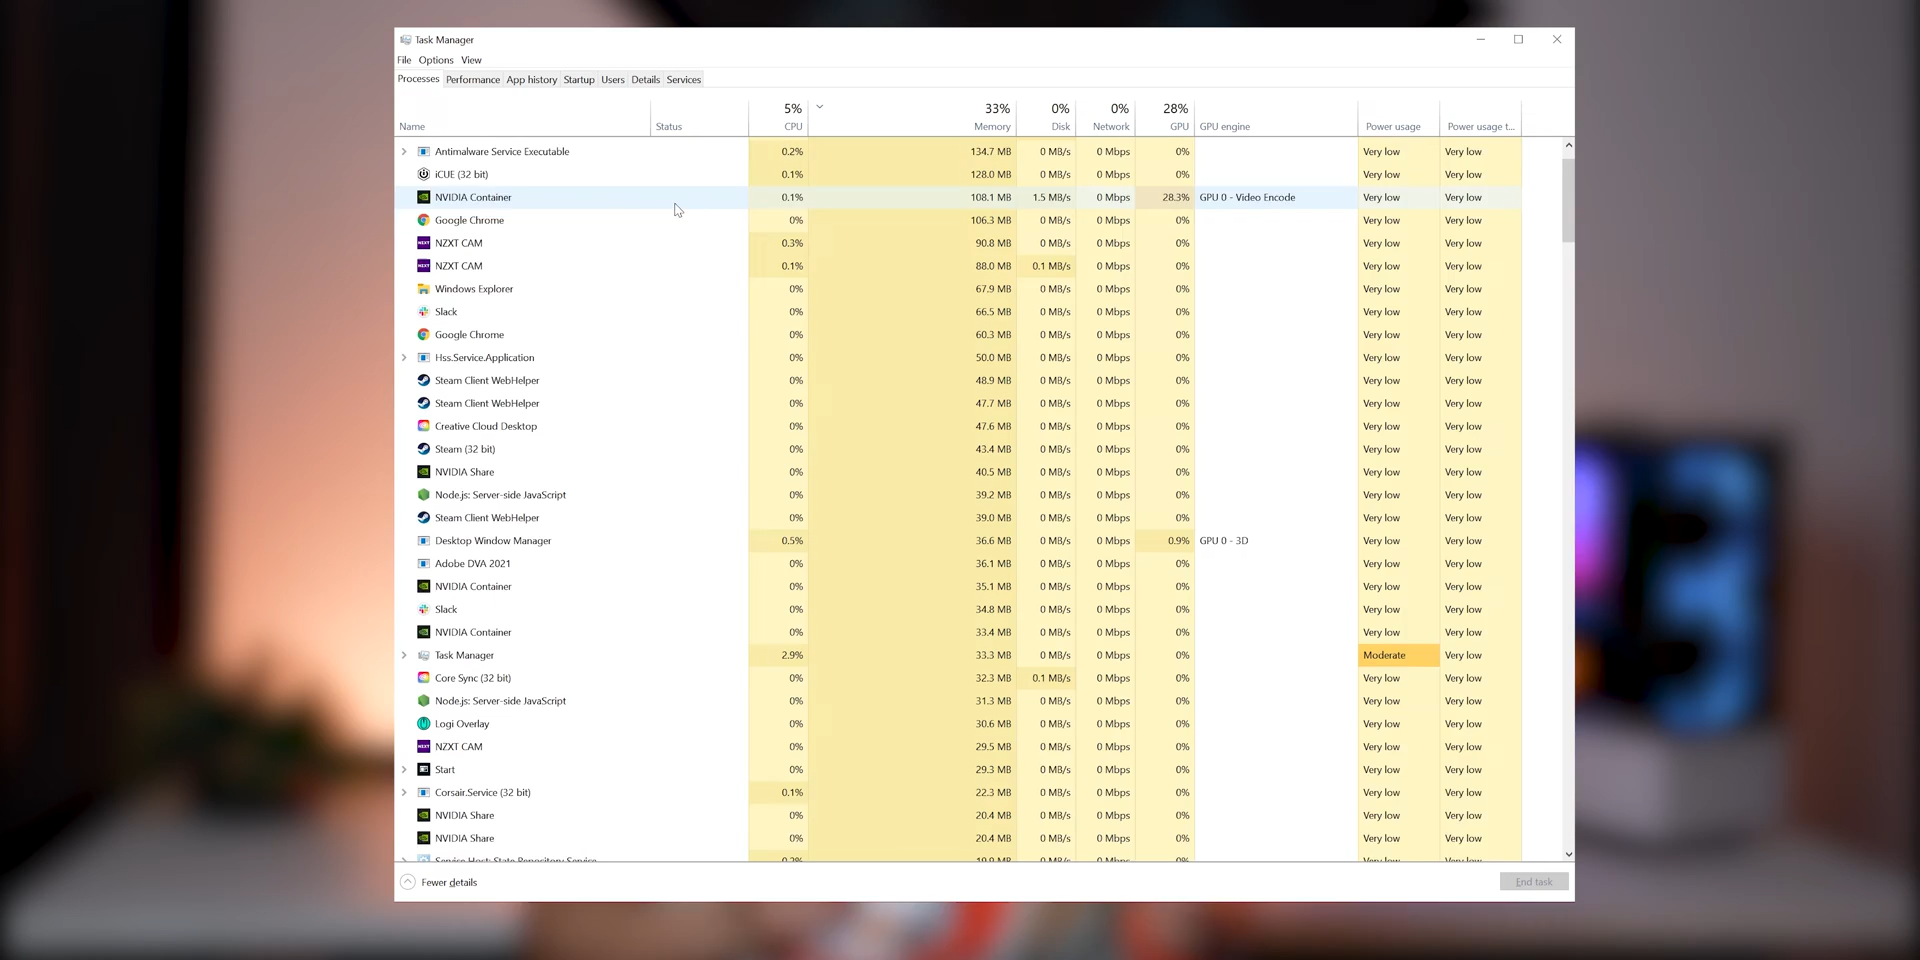 Task Manager
File Options View
Processes Performance App history Startup Users Details Services
5% 33% 0% 0% 28%
Name Status CPU Memory Disk Network GPU GPU engine Power usage Power usage t...
Antimalware Service Executable 0.2% 134.7 MB 0 MB/s 0 Mbps 0% Very low Very low
iCUE (32 bit) 0.1% 128.0 MB 0 MB/s 0 Mbps 0% Very low Very low
NVIDIA Container 0.1% 108.1 MB 1.5 MB/s 0 Mbps 28.3% GPU 0 - Video Encode Very low Very low
Google Chrome 0% 106.3 MB 0 MB/s 0 Mbps 0% Very low Very low
NZXT CAM 0.3% 90.8 MB 0 MB/s 0 Mbps 0% Very low Very low
NZXT CAM 0.1% 88.0 MB 0.1 MB/s 0 Mbps 0% Very low Very low
Windows Explorer 0% 67.9 MB 0 MB/s 0 Mbps 0% Very low Very low
Slack 0% 66.5 MB 0 MB/s 0 Mbps 0% Very low Very low
Google Chrome 0% 60.3 MB 0 MB/s 0 Mbps 0% Very low Very low
Hss.Service.Application 0% 50.0 MB 0 MB/s 0 Mbps 0% Very low Very low
Steam Client WebHelper 0% 48.9 MB 0 MB/s 0 Mbps 0% Very low Very low
Steam Client WebHelper 0% 47.7 MB 0 MB/s 0 Mbps 0% Very low Very low
Creative Cloud Desktop 0% 47.6 MB 0 MB/s 0 Mbps 0% Very low Very low
Steam (32 bit) 0% 43.4 MB 0 MB/s 0 Mbps 0% Very low Very low
NVIDIA Share 0% 40.5 MB 0 MB/s 0 Mbps 0% Very low Very low
Node.js: Server-side JavaScript 0% 39.2 MB 0 MB/s 0 Mbps 0% Very low Very low
Steam Client WebHelper 0% 39.0 MB 0 MB/s 0 Mbps 0% Very low Very low
Desktop Window Manager 0.5% 36.6 MB 0 MB/s 0 Mbps 0.9% GPU 0 - 3D Very low Very low
Adobe DVA 2021 0% 36.1 MB 0 MB/s 0 Mbps 0% Very low Very low
NVIDIA Container 0% 35.1 MB 0 MB/s 0 Mbps 0% Very low Very low
Slack 0% 34.8 MB 0 MB/s 0 Mbps 0% Very low Very low
NVIDIA Container 0% 33.4 MB 0 MB/s 0 Mbps 0% Very low Very low
Task Manager 2.9% 33.3 MB 0 MB/s 0 Mbps 0% Moderate Very low
Core Sync (32 bit) 0% 32.3 MB 0.1 MB/s 0 Mbps 0% Very low Very low
Node.js: Server-side JavaScript 0% 31.3 MB 0 MB/s 0 Mbps 0% Very low Very low
Logi Overlay 0% 30.6 MB 0 MB/s 0 Mbps 0% Very low Very low
NZXT CAM 0% 29.5 MB 0 MB/s 0 Mbps 0% Very low Very low
Start 0% 29.3 MB 0 MB/s 0 Mbps 0% Very low Very low
Corsair.Service (32 bit) 0.1% 22.3 MB 0 MB/s 0 Mbps 0% Very low Very low
NVIDIA Share 0% 20.4 MB 0 MB/s 0 Mbps 0% Very low Very low
NVIDIA Share 0% 20.4 MB 0 MB/s 0 Mbps 0% Very low Very low
Service Host: State Repository Service 0 MB/s 0 Mbps 0% Very low Very low
Fewer details End task